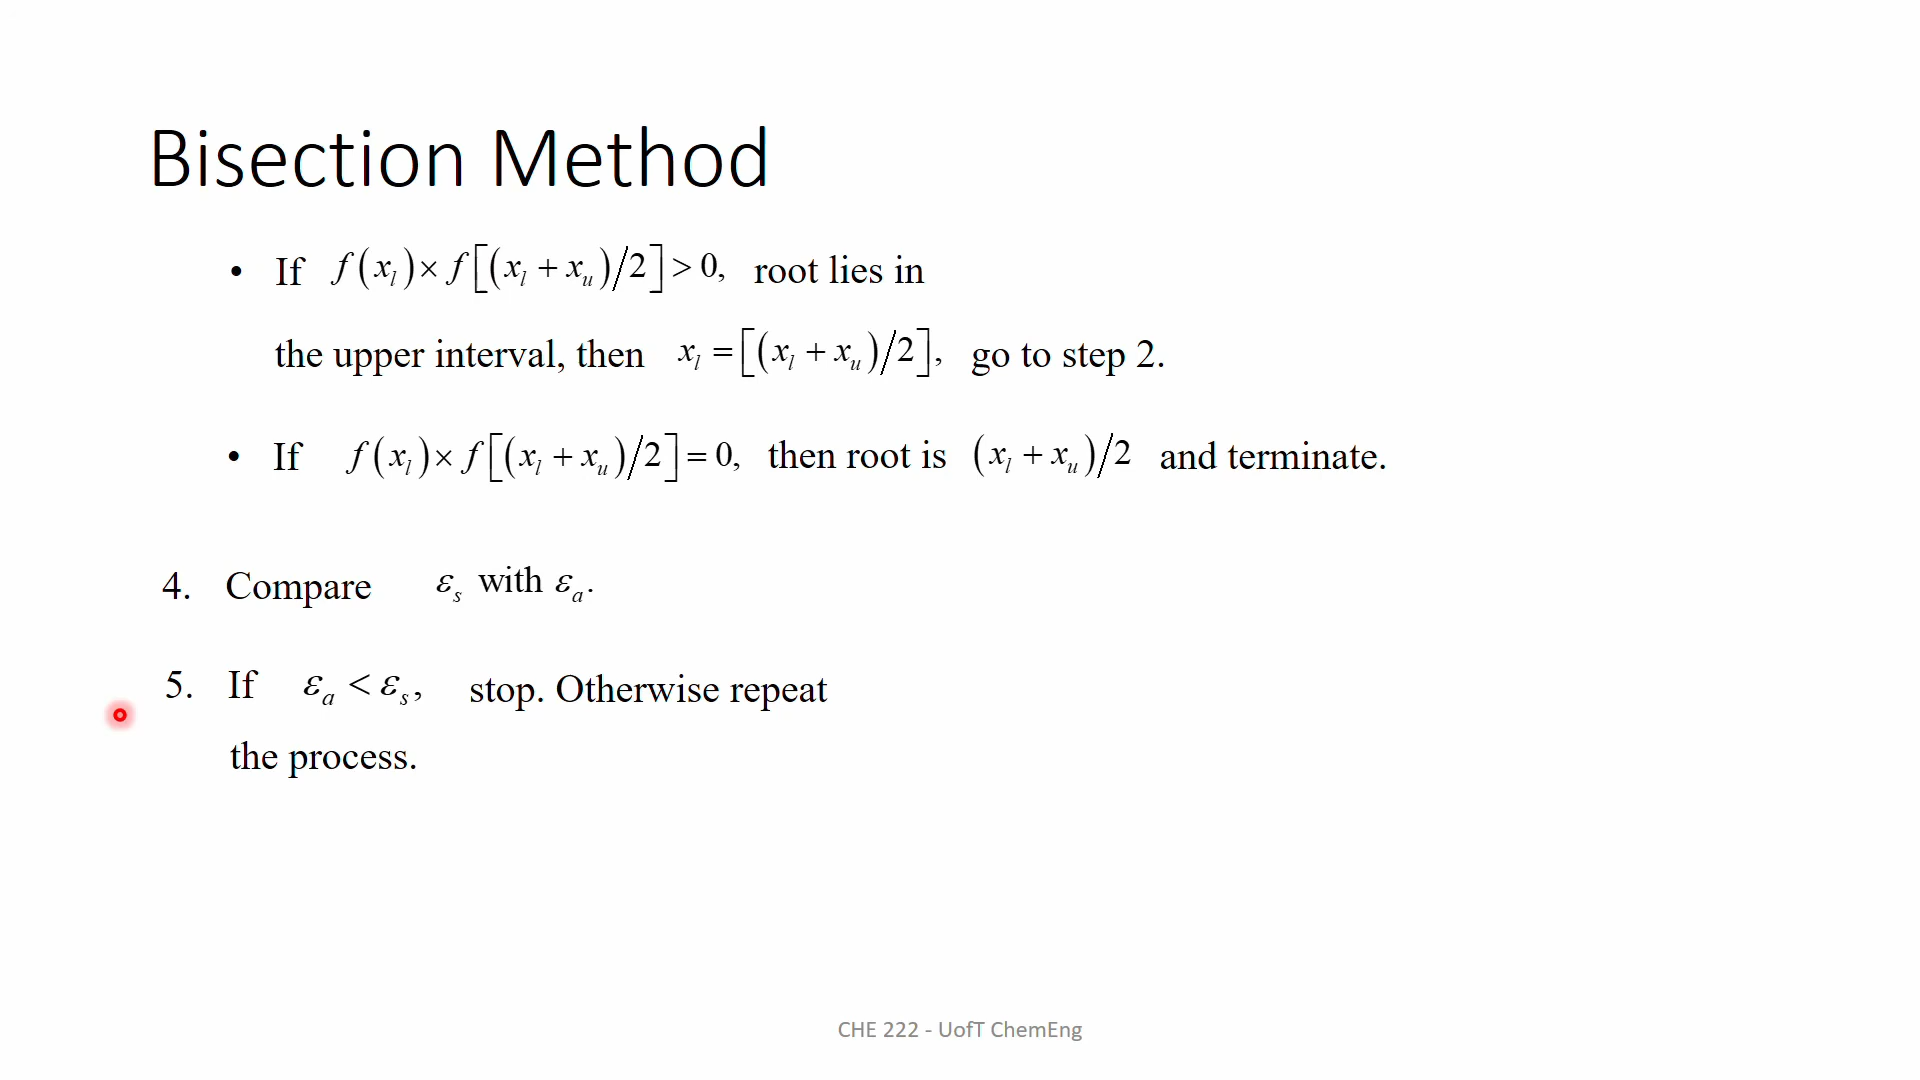 Bisection Method
• If f(x_l) × f[(x_l + x_u)/2] > 0, root lies in
the upper interval, then x_l = [(x_l + x_u)/2], go to step 2.
• If f(x_l) × f[(x_l + x_u)/2] = 0, then root is (x_l + x_u)/2 and terminate.
4. Compare ε_s with ε_a.
5. If ε_a < ε_s, stop. Otherwise repeat
the process.
CHE 222 - UofT ChemEng